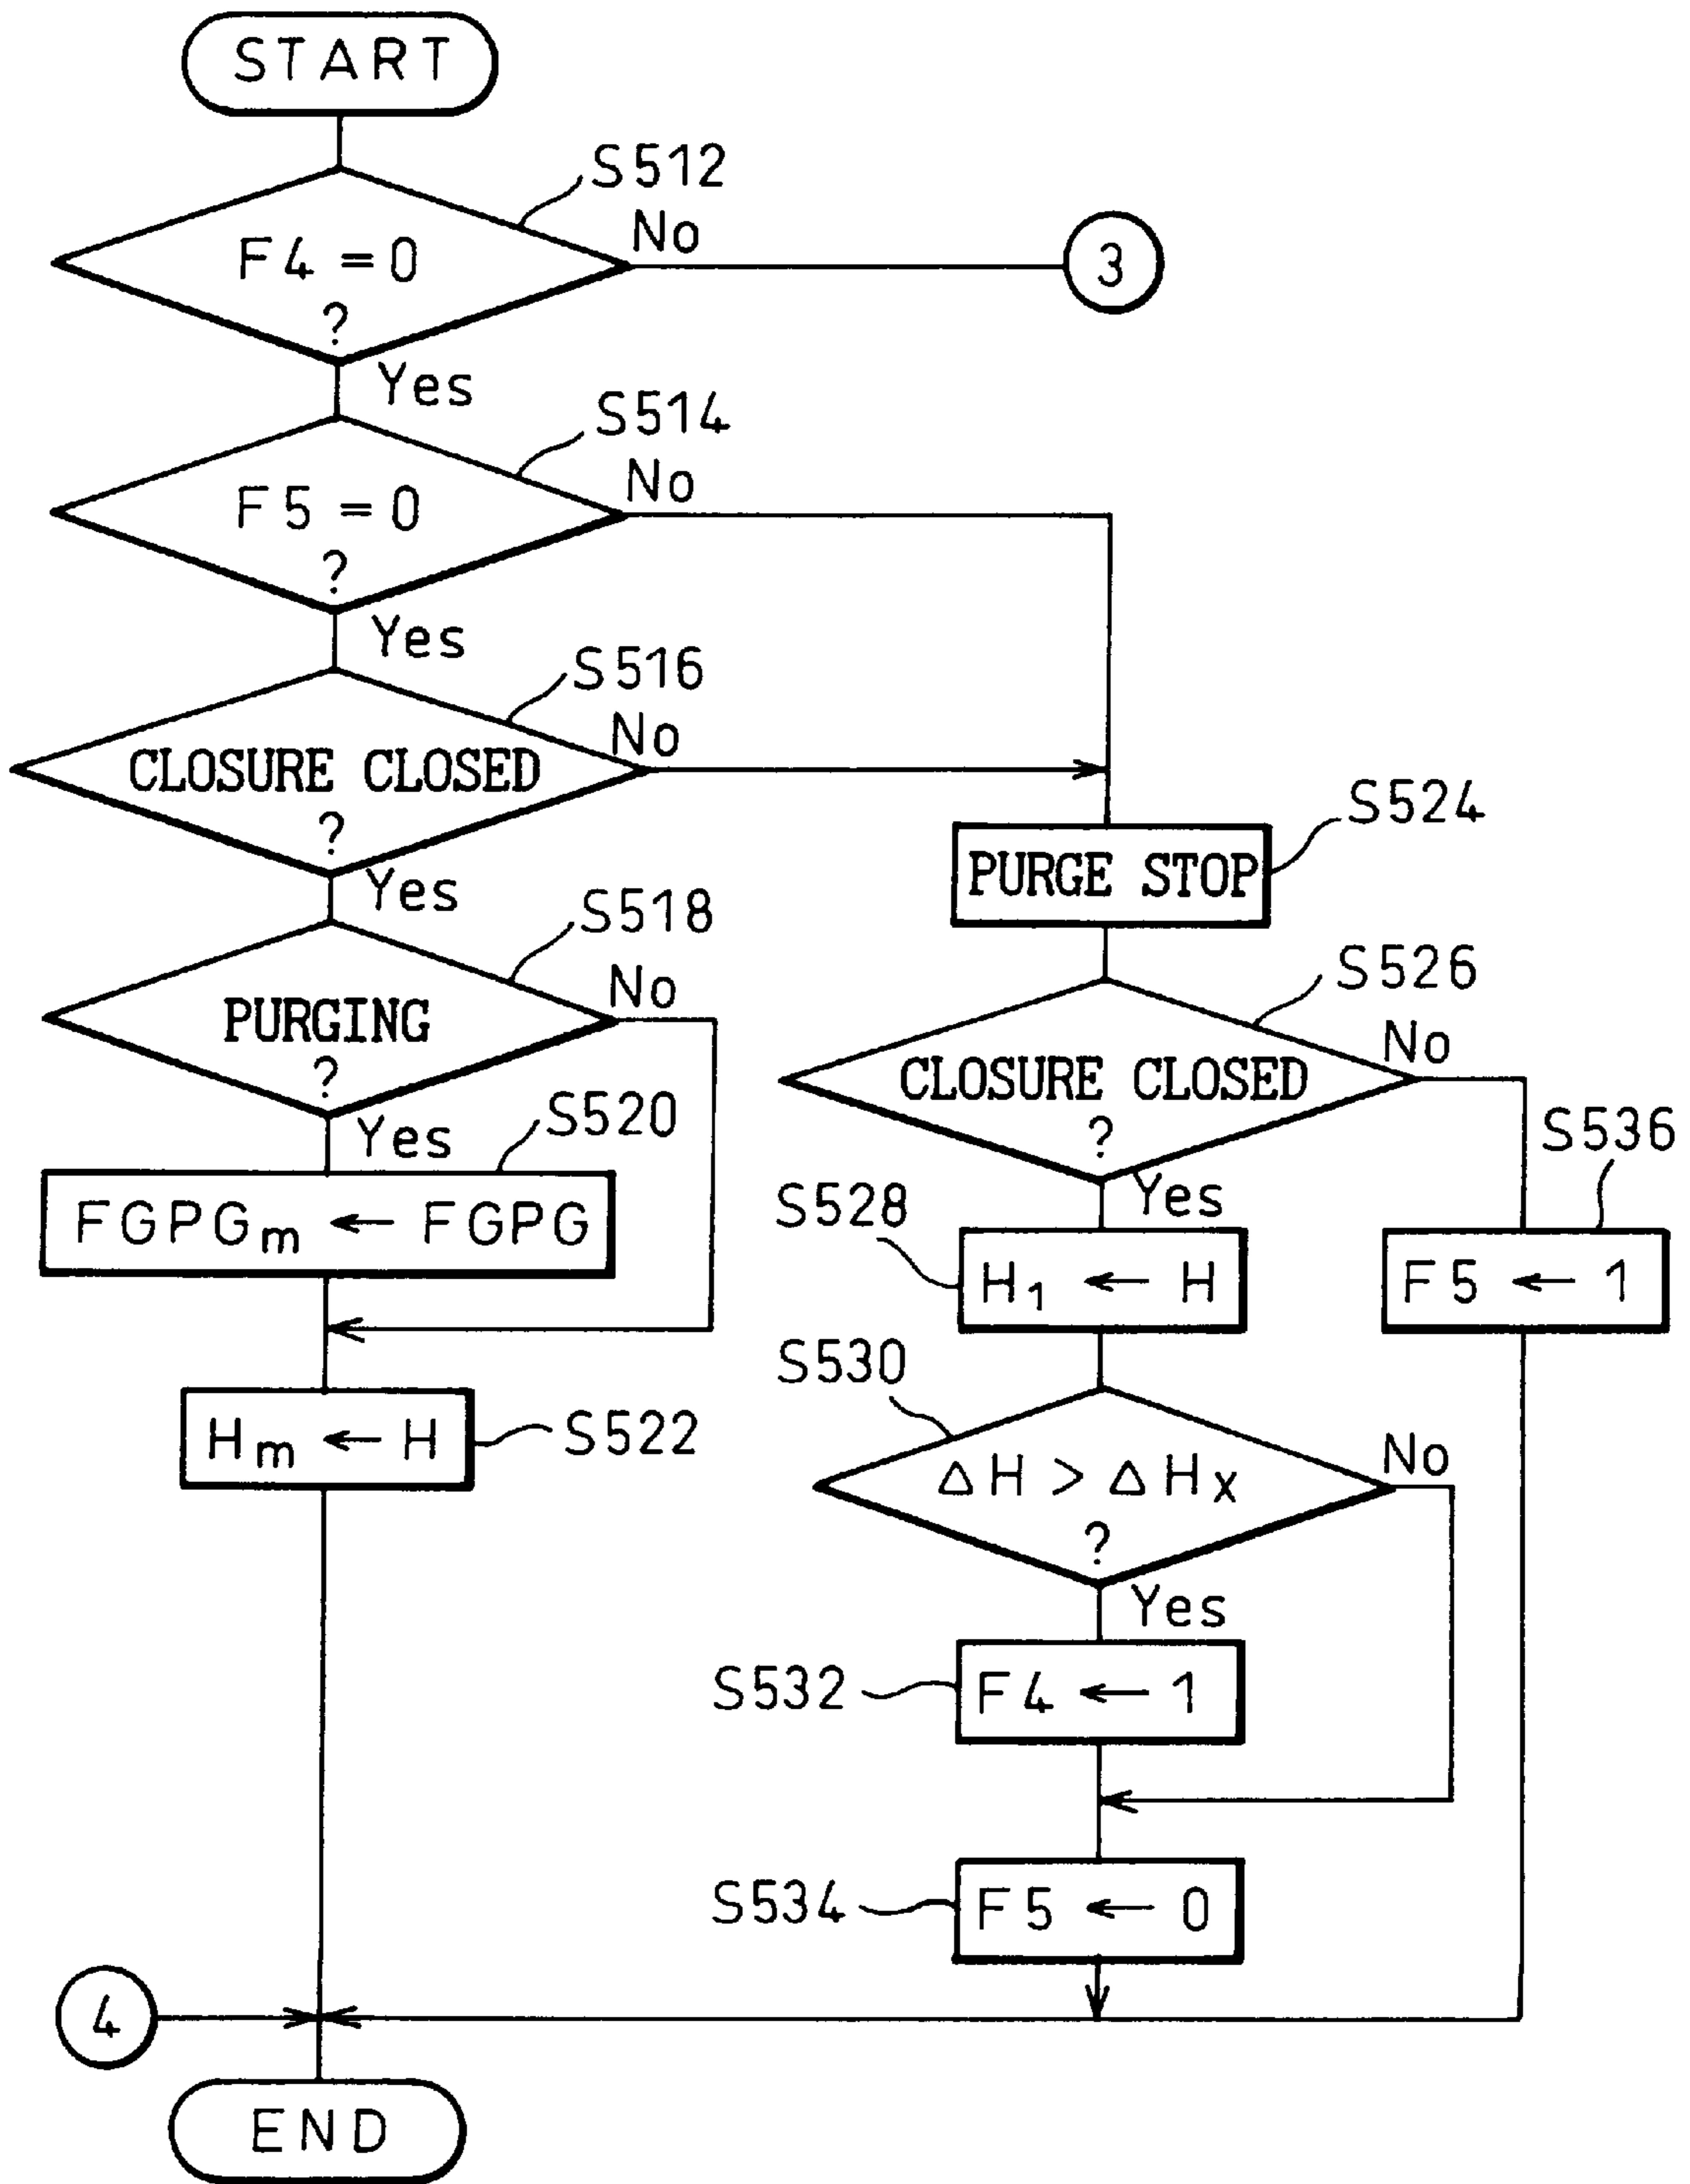 START
S512
F4 = 0
?
No
3
Yes
S514
F5 = 0
?
No
Yes
S516
CLOSURE CLOSED
?
No
Yes
S524
PURGE STOP
S518
PURGING
?
No
Yes
S526
CLOSURE CLOSED
?
No
Yes
S520
FGPGm ← FGPG
S536
F5 ← 1
S528
H1 ← H
S522
Hm ← H
S530
ΔH > ΔHx
?
No
Yes
S532
F4 ← 1
S534
F5 ← 0
4
END